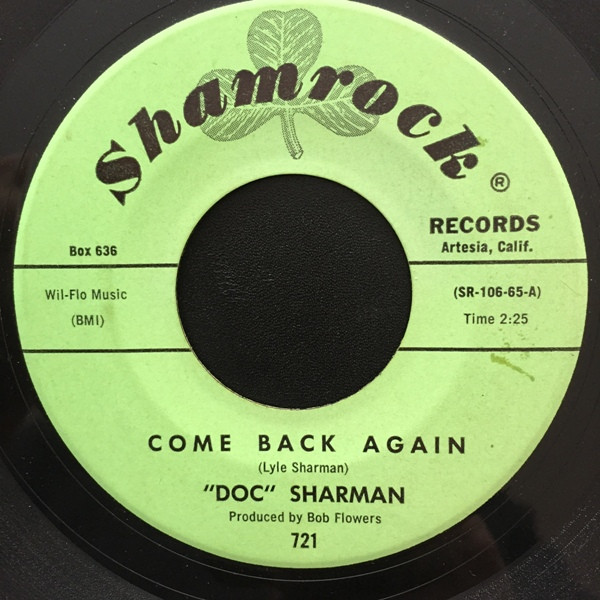 Shamrock ®
RECORDS
Box 636
Artesia, Calif.
Wil-Flo Music
(SR-106-65-A)
(BMI)
Time 2:25
COME BACK AGAIN
(Lyle Sharman)
"DOC" SHARMAN
Produced by Bob Flowers
721